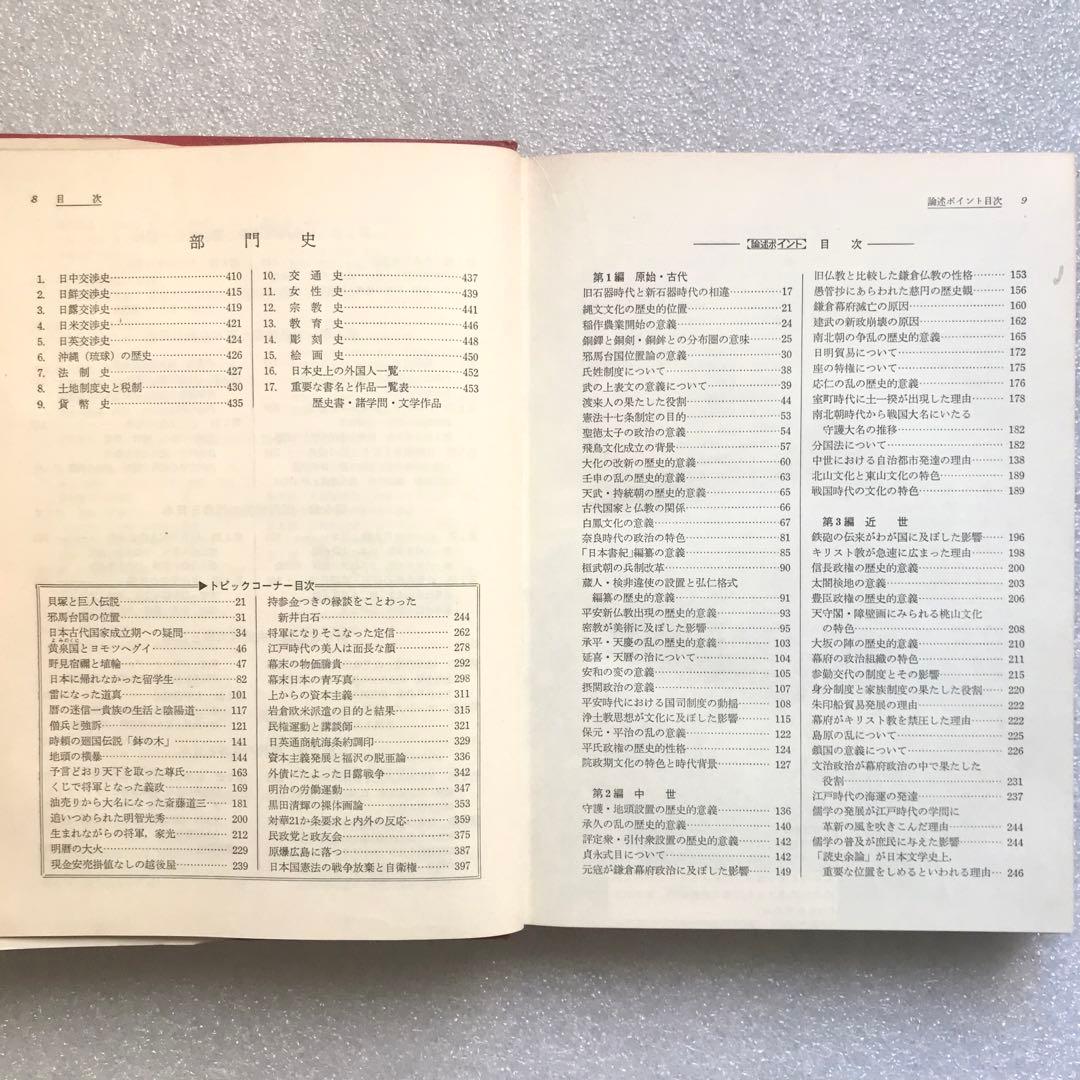 8 目次
部門史
1. 日中交渉史…………410
2. 日鮮交渉史…………415
3. 日露交渉史…………419
4. 日米交渉史…………421
5. 日英交渉史…………424
6. 沖縄(琉球)の歴史…………426
7. 法制史…………427
8. 土地制度史と税制…………430
9. 貨幣史…………435
10. 交通史…………437
11. 女性史…………439
12. 宗教史…………441
13. 教育史…………446
14. 彫刻史…………448
15. 絵画史…………450
16. 日本史上の外国人一覧…………452
17. 重要な書名と作品一覧表…………453
歴史書・諸学問・文学作品
▶トピックコーナー目次
貝塚と巨人伝説…………21
邪馬台国の位置…………31
日本古代国家成立期への疑問…………34
よみのくに
黄泉国とヨモツヘグイ…………46
野見宿禰と埴輪…………47
日本に帰れなかった留学生…………82
雷になった道真…………101
暦の迷信―貴族の生活と陰陽道…………117
僧兵と強訴…………121
時頼の廻国伝説「鉢の木」…………141
地頭の横暴…………144
予言どおり天下を取った尊氏…………163
くじで将軍となった義政…………169
油売りから大名になった斎藤道三…………181
追いつめられた明智光秀…………200
生まれながらの将軍,家光…………212
明暦の大火…………229
現金安売掛値なしの越後屋…………239
持参金つきの縁談をことわった
新井白石…………244
将軍になりそこなった定信…………262
江戸時代の美人は面長な顔…………278
幕末の物価騰貴…………292
幕末日本の青写真…………298
上からの資本主義…………311
岩倉欧米派遣の目的と結果…………315
民権運動と講談師…………321
日英通商航海条約調印…………329
資本主義発展と福沢の脱亜論…………336
外債にたよった日露戦争…………342
明治の労働運動…………347
黒田清輝の裸体画論…………353
対華21か条要求と内外の反応…………359
民政党と政友会…………375
原爆広島に落つ…………387
日本国憲法の戦争放棄と自衛権…………397
論述ポイント目次 9
【論述ポイント】 目次
第1編 原始・古代
旧石器時代と新石器時代の相違…………17
縄文文化の歴史的位置…………21
稲作農業開始の意義…………24
銅鐸と銅剣・銅鉾との分布圏の意味…………25
邪馬台国位置論の意義…………30
氏姓制度について…………38
武の上表文の意義について…………39
渡来人の果たした役割…………44
憲法十七条制定の目的…………53
聖徳太子の政治の意義…………54
飛鳥文化成立の背景…………57
大化の改新の歴史的意義…………60
壬申の乱の歴史的意義…………63
天武・持統朝の歴史的意義…………65
古代国家と仏教の関係…………66
白鳳文化の意義…………67
奈良時代の政治の特色…………81
「日本書紀」編纂の意義…………85
桓武朝の兵制改革…………90
蔵人・検非違使の設置と弘仁格式
編纂の歴史的意義…………91
平安新仏教出現の歴史的意義…………93
密教が美術に及ぼした影響…………95
承平・天慶の乱の歴史的意義…………103
延喜・天暦の治について…………104
安和の変の意義…………105
摂関政治の意義…………107
平安時代における国司制度の動揺…………108
浄土教思想が文化に及ぼした影響…………115
保元・平治の乱の意義…………122
平氏政権の歴史的性格…………124
院政期文化の特色と時代背景…………127
第2編 中世
守護・地頭設置の歴史的意義…………136
承久の乱の歴史的意義…………140
評定衆・引付衆設置の歴史的意義…………142
貞永式目について…………142
元寇が鎌倉幕府政治に及ぼした影響…………149
旧仏教と比較した鎌倉仏教の性格…………153
愚管抄にあらわれた慈円の歴史観…………156
鎌倉幕府滅亡の原因…………160
建武の新政崩壊の原因…………162
南北朝の争乱の歴史的意義…………165
日明貿易について…………172
座の特権について…………175
応仁の乱の歴史的意義…………176
室町時代に土一揆が出現した理由…………178
南北朝時代から戦国大名にいたる
守護大名の推移…………182
分国法について…………182
中世における自治都市発達の理由…………138
北山文化と東山文化の特色…………189
戦国時代の文化の特色…………189
第3編 近世
鉄砲の伝来がわが国に及ぼした影響…………196
キリスト教が急速に広まった理由…………198
信長政権の歴史的意義…………200
太閤検地の意義…………203
豊臣政権の歴史的意義…………206
天守閣・障壁画にみられる桃山文化
の特色…………208
大坂の陣の歴史的意義…………210
幕府の政治組織の特色…………211
参勤交代の制度とその影響…………215
身分制度と家族制度の果たした役割…………220
朱印船貿易発展の理由…………222
幕府がキリスト教を禁圧した理由…………222
島原の乱について…………225
鎖国の意義について…………226
文治政治が幕府政治の中で果たした
役割…………231
江戸時代の海運の発達…………237
儒学の発展が江戸時代の学問に
革新の風を吹きこんだ理由…………244
儒学の普及が庶民に与えた影響…………244
「読史余論」が日本文学史上,
重要な位置をしめるといわれる理由…………246